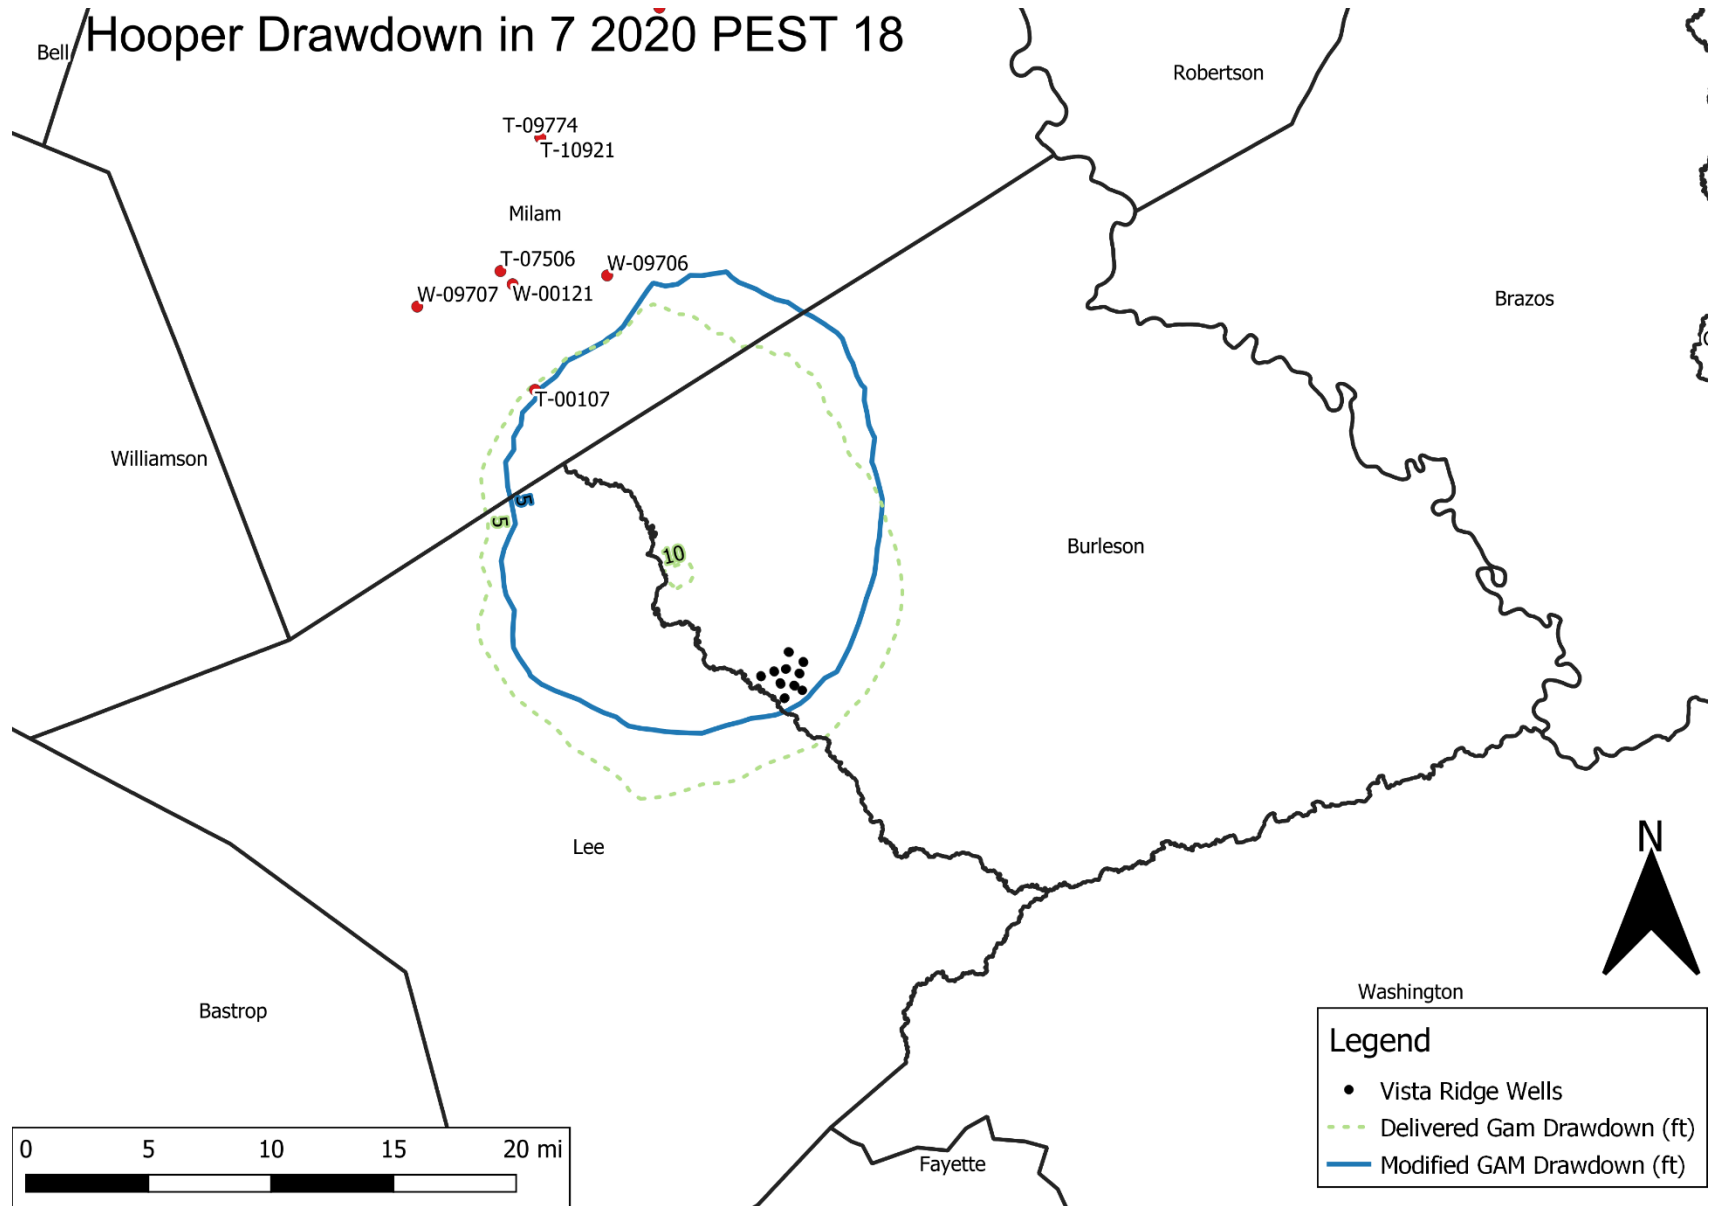 Hooper Drawdown in 7 2020 PEST 18
Bell
Robertson
T-09774
T-10921
Milam
T-07506
W-09706
W-09707
W-00121
Brazos
T-00107
Williamson
5
5
10
Burleson
Lee
N
Washington
Bastrop
Legend
Vista Ridge Wells
Delivered Gam Drawdown (ft)
Modified GAM Drawdown (ft)
0 5 10 15 20 mi
Fayette